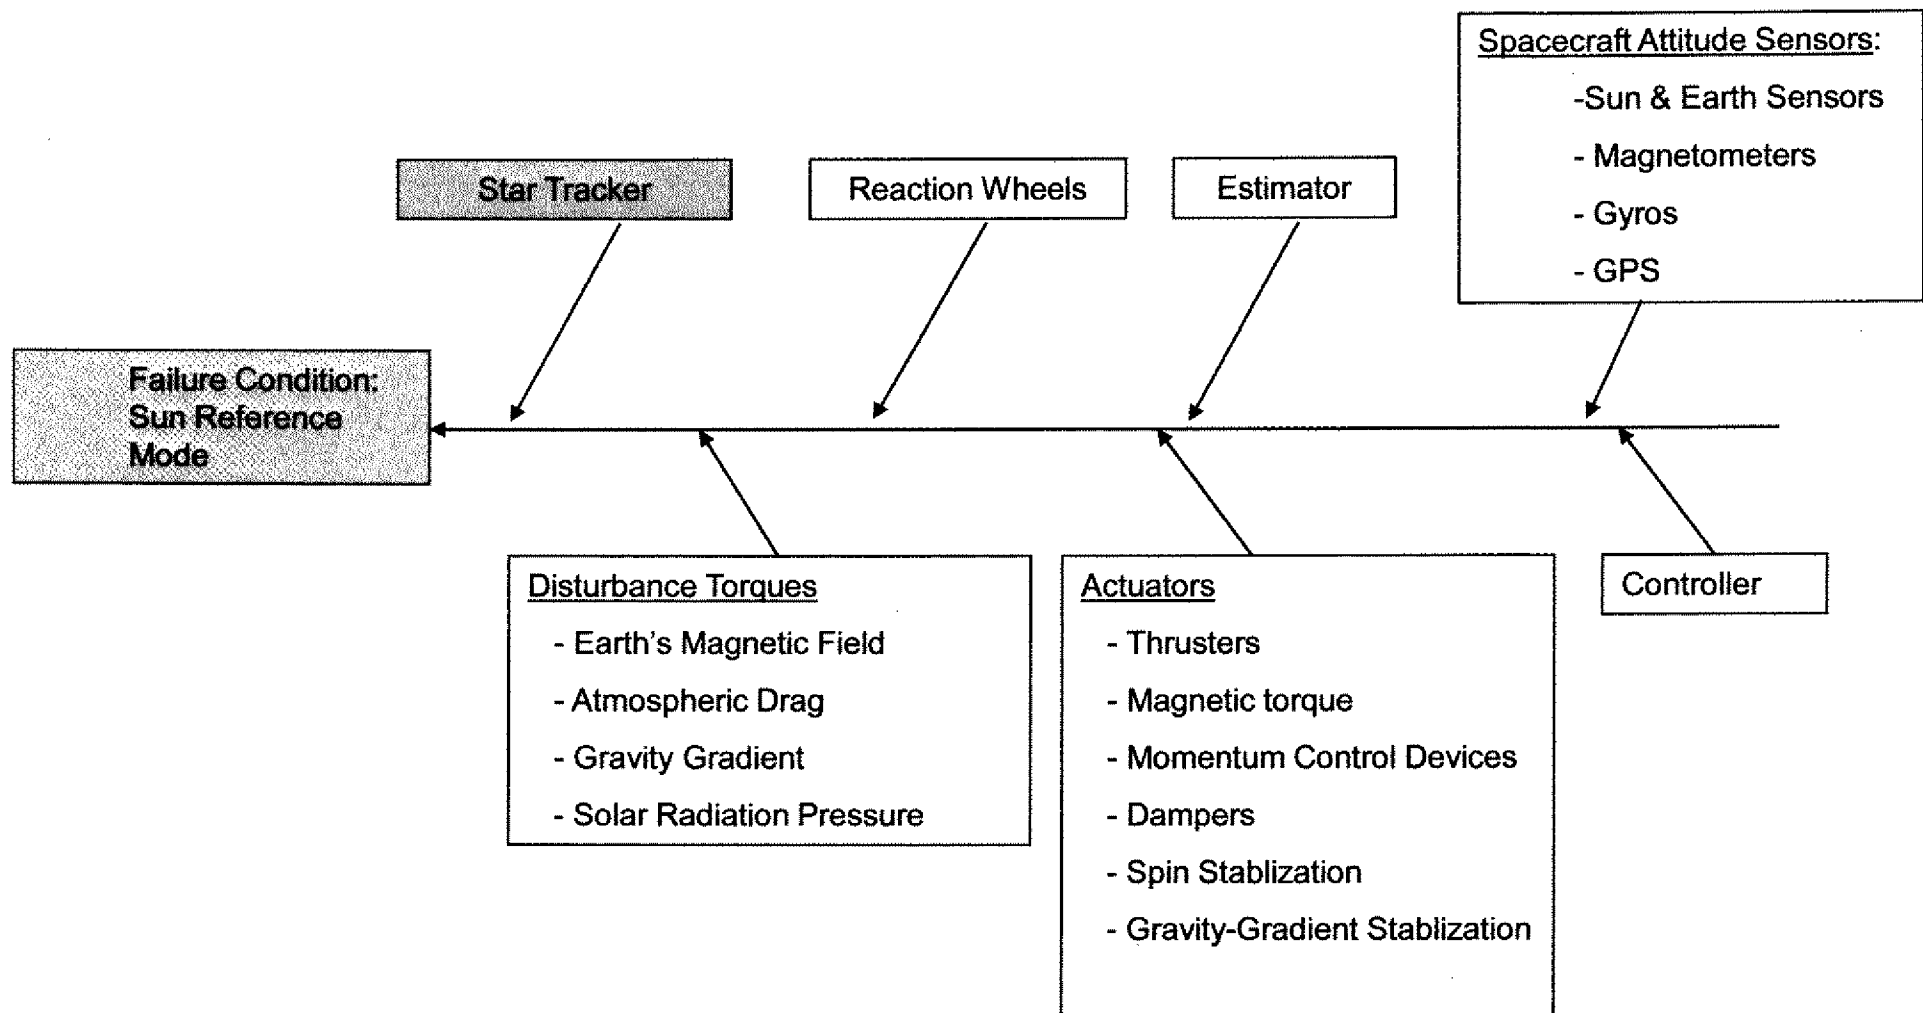 Spacecraft Attitude Sensors:
-Sun & Earth Sensors
- Magnetometers
- Gyros
- GPS
Star Tracker
Reaction Wheels
Estimator
Failure Condition:
Sun Reference
Mode
Disturbance Torques
- Earth's Magnetic Field
- Atmospheric Drag
- Gravity Gradient
- Solar Radiation Pressure
Actuators
- Thrusters
- Magnetic torque
- Momentum Control Devices
- Dampers
- Spin Stablization
- Gravity-Gradient Stablization
Controller